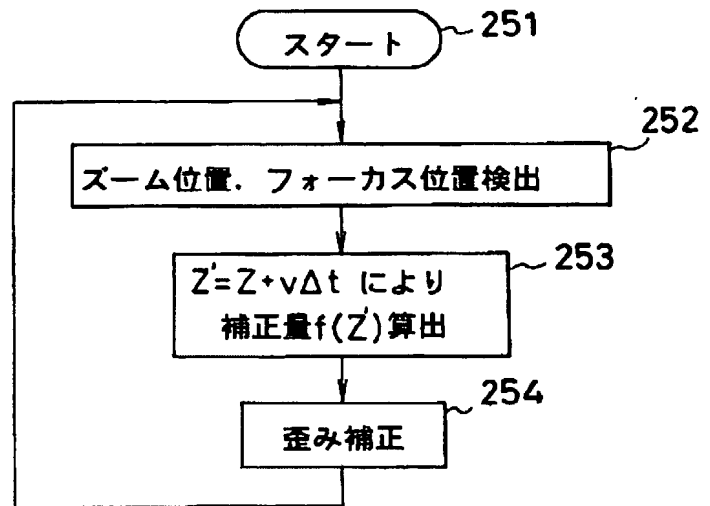 スタート
251
252
ズーム位置．フォーカス位置検出
253
Z'=Z+vΔt により
補正量f(Z')算出
254
歪み補正